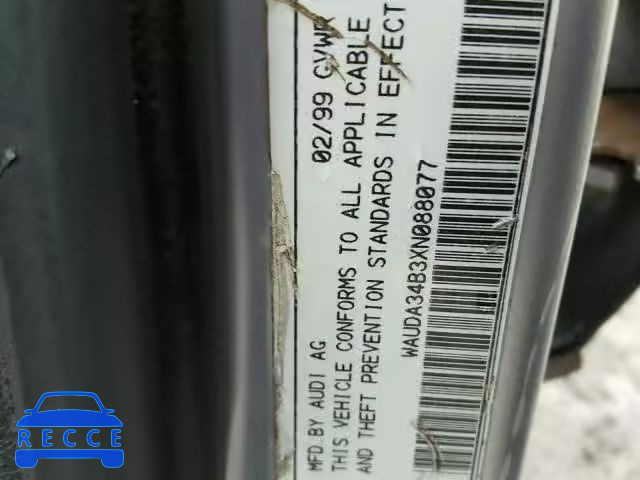 MFD.BY AUDI AG 02/99 GVWR
THIS VEHICLE CONFORMS TO ALL APPLICABLE
AND THEFT PREVENTION STANDARDS IN EFFECT
WAUDA34B3XN088077
RECCE